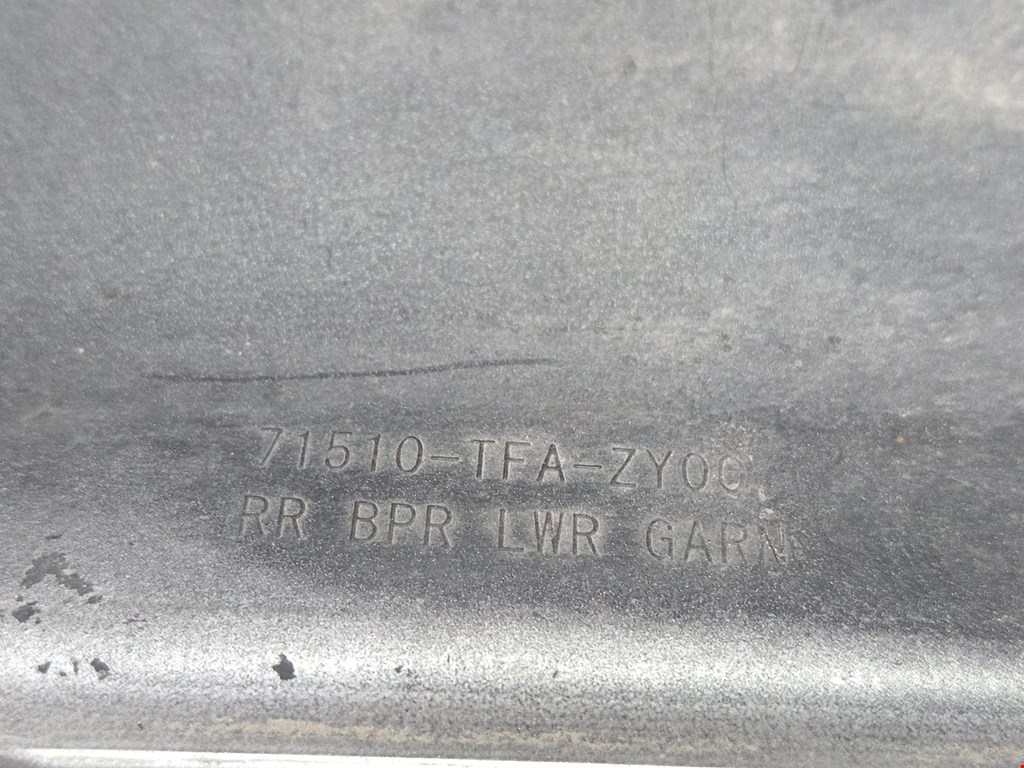 71510-TFA-ZY00
RR BPR LWR GARN